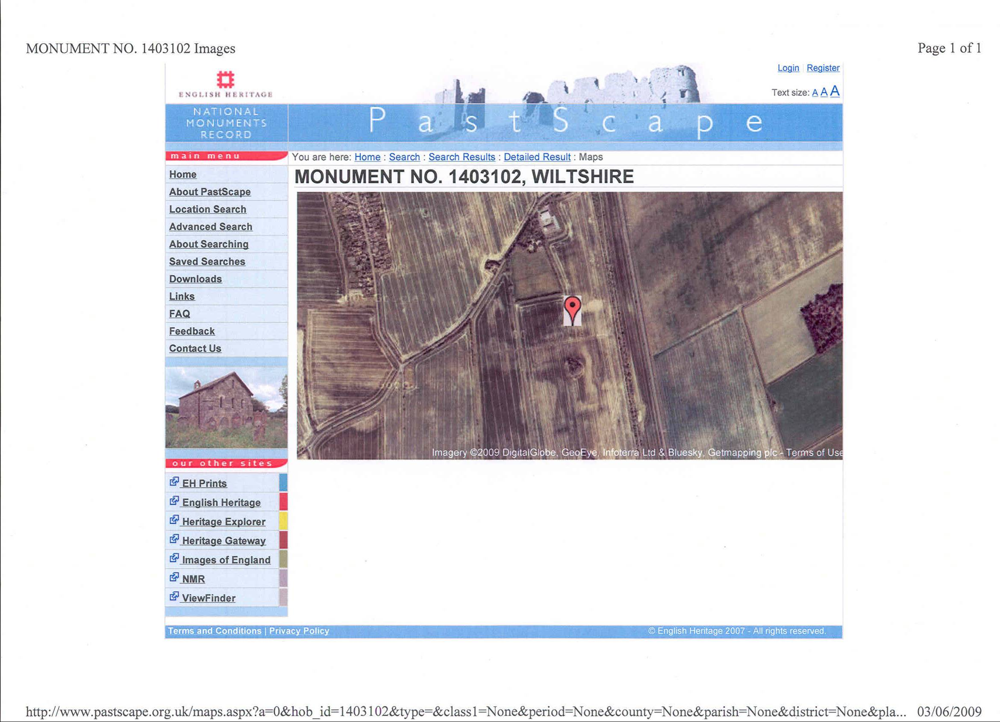 MONUMENT NO. 1403102 Images
Page 1 of 1
Login | Register
ENGLISH HERITAGE
Text size: A A A
NATIONAL
MONUMENTS
RECORD
PastScape
main menu
You are here: Home : Search : Search Results : Detailed Result : Maps
MONUMENT NO. 1403102, WILTSHIRE
Home
About PastScape
Location Search
Advanced Search
About Searching
Saved Searches
Downloads
Links
FAQ
Feedback
Contact Us
Imagery ©2009 DigitalGlobe, GeoEye, Infoterra Ltd & Bluesky, Getmapping plc - Terms of Use
our other sites
EH Prints
English Heritage
Heritage Explorer
Heritage Gateway
Images of England
NMR
ViewFinder
Terms and Conditions | Privacy Policy
© English Heritage 2007 - All rights reserved.
http://www.pastscape.org.uk/maps.aspx?a=0&hob_id=1403102&type=&class1=None&period=None&county=None&parish=None&district=None&pla...
03/06/2009